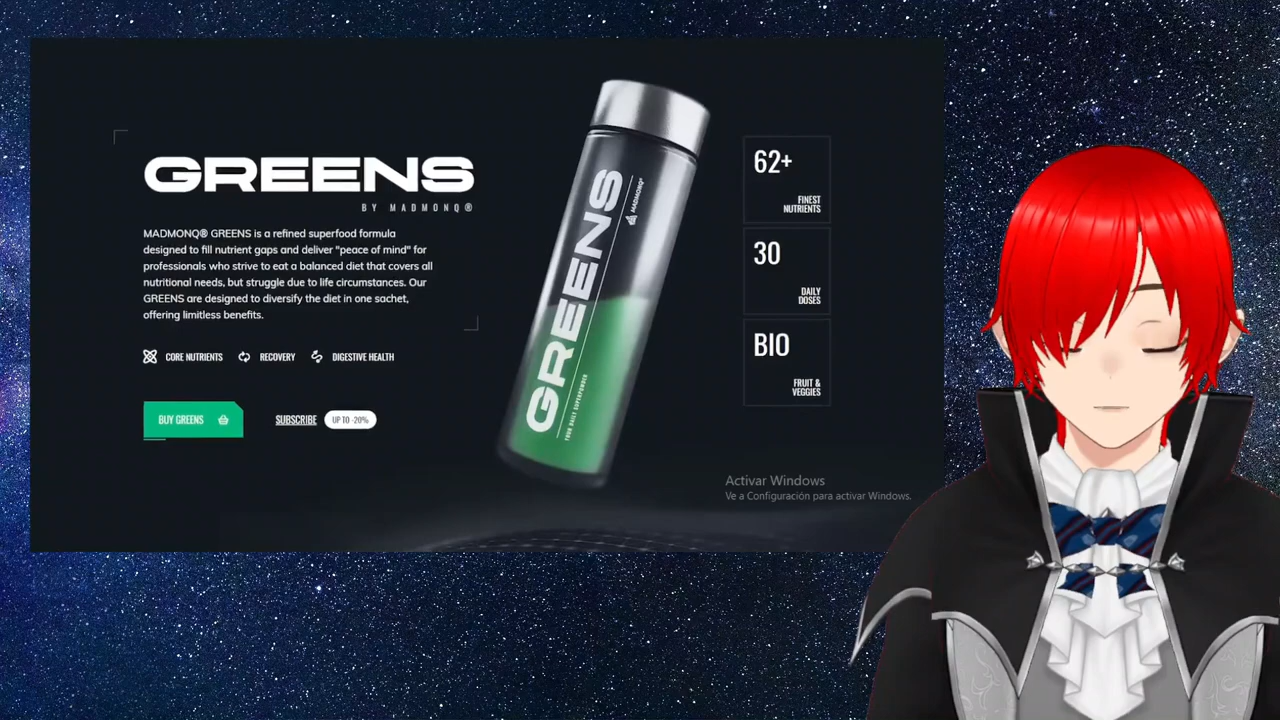 GREENS
BY MADMONQ®
MADMONQ® GREENS is a refined superfood formula
designed to fill nutrient gaps and deliver "peace of mind" for
professionals who strive to eat a balanced diet that covers all
nutritional needs, but struggle due to life circumstances. Our
GREENS are designed to diversify the diet in one sachet,
offering limitless benefits.
CORE NUTRIENTS RECOVERY DIGESTIVE HEALTH
BUY GREENS SUBSCRIBE UP TO -20%
GREENS
YOUR DAILY SUPERPOWDER
MADMONQ®
62+
FINEST
NUTRIENTS
30
DAILY
DOSES
BIO
FRUIT &
VEGGIES
Activar Windows
Ve a Configuración para activar Windows.